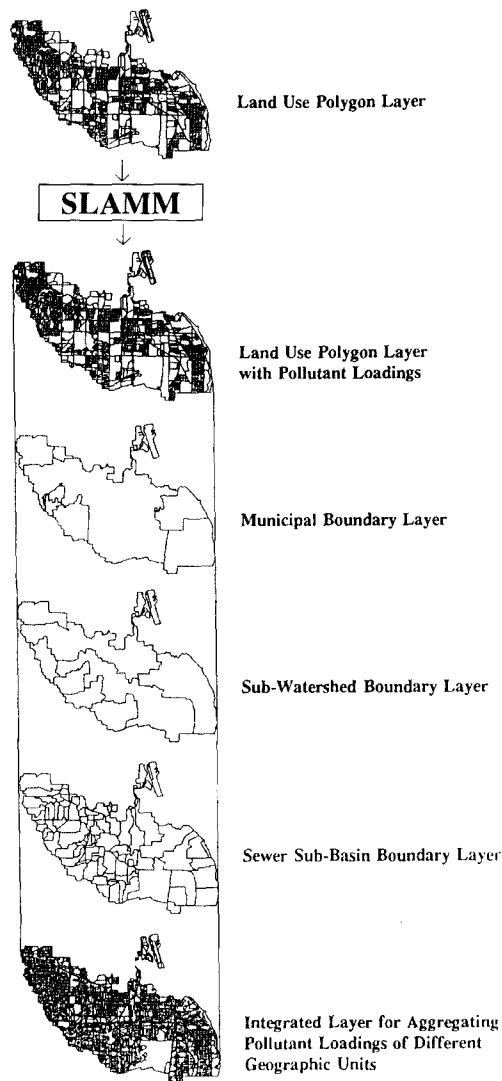 Land Use Polygon Layer
SLAMM
Land Use Polygon Layer
with Pollutant Loadings
Municipal Boundary Layer
Sub-Watershed Boundary Layer
Sewer Sub-Basin Boundary Layer
Integrated Layer for Aggregating
Pollutant Loadings of Different
Geographic Units